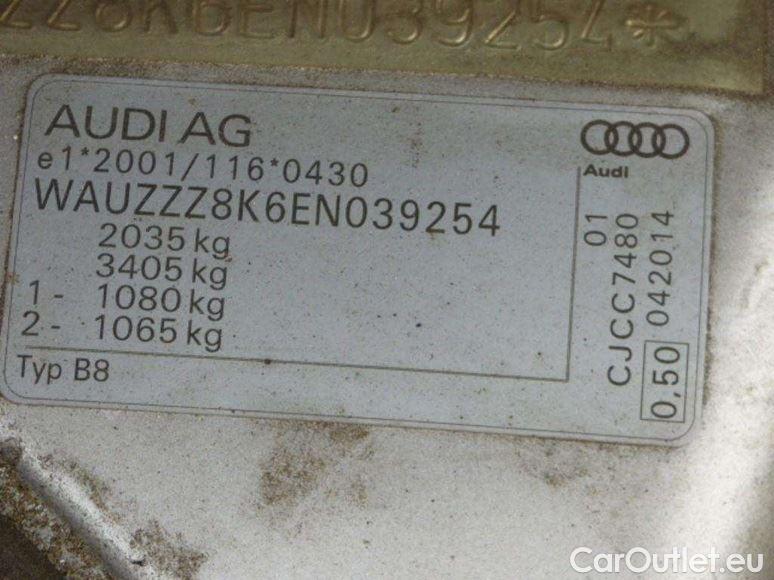 ZZ8K6EN039254*
AUDI AG
e1*2001/116*0430
WAUZZZ8K6EN039254
2035 kg
3405 kg
1 - 1080 kg
2 - 1065 kg
Typ B8
Audi
01
CJCC7480
042014
0,50
CarOutlet.eu